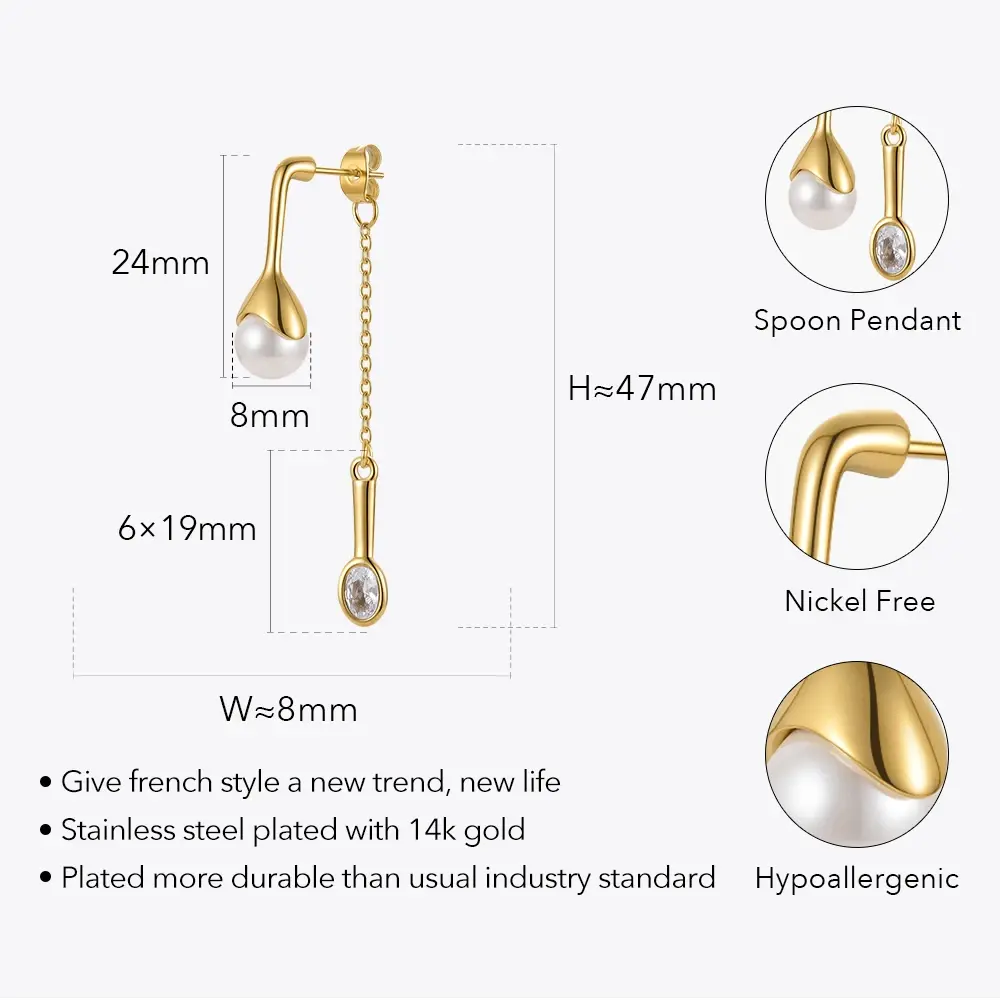 24mm
8mm
H≈47mm
6×19mm
W≈8mm
Spoon Pendant
Nickel Free
Hypoallergenic
• Give french style a new trend, new life
• Stainless steel plated with 14k gold
• Plated more durable than usual industry standard